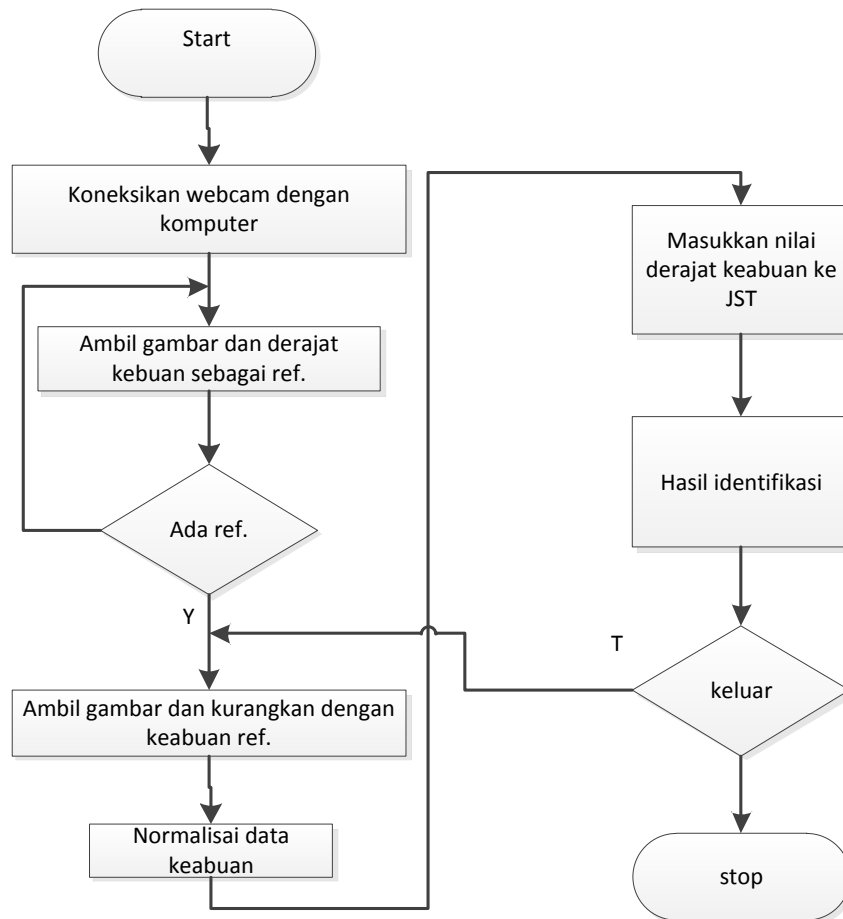 Start
Koneksikan webcam dengan
komputer
Ambil gambar dan derajat
kebuan sebagai ref.
Ada ref.
Y
Ambil gambar dan kurangkan dengan
keabuan ref.
Normalisai data
keabuan
Masukkan nilai
derajat keabuan ke
JST
Hasil identifikasi
T
keluar
stop